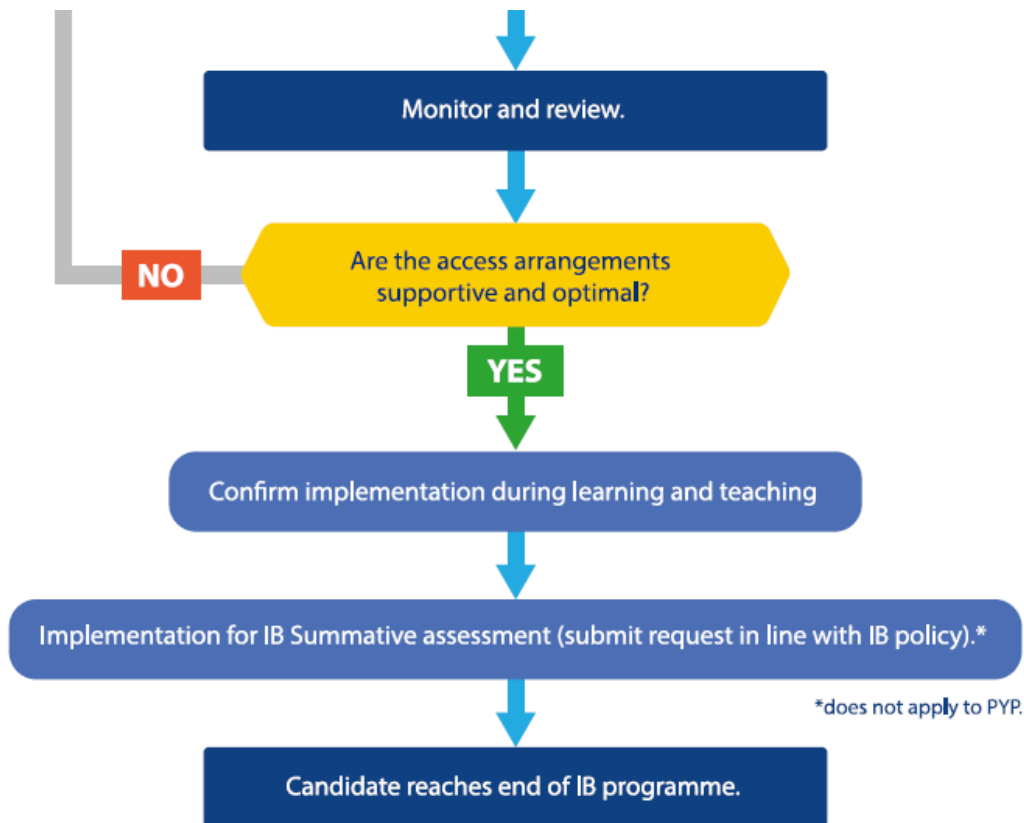 Monitor and review.
Are the access arrangements
supportive and optimal?
NO
YES
Confirm implementation during learning and teaching
Implementation for IB Summative assessment (submit request in line with IB policy).*
*does not apply to PYP.
Candidate reaches end of IB programme.